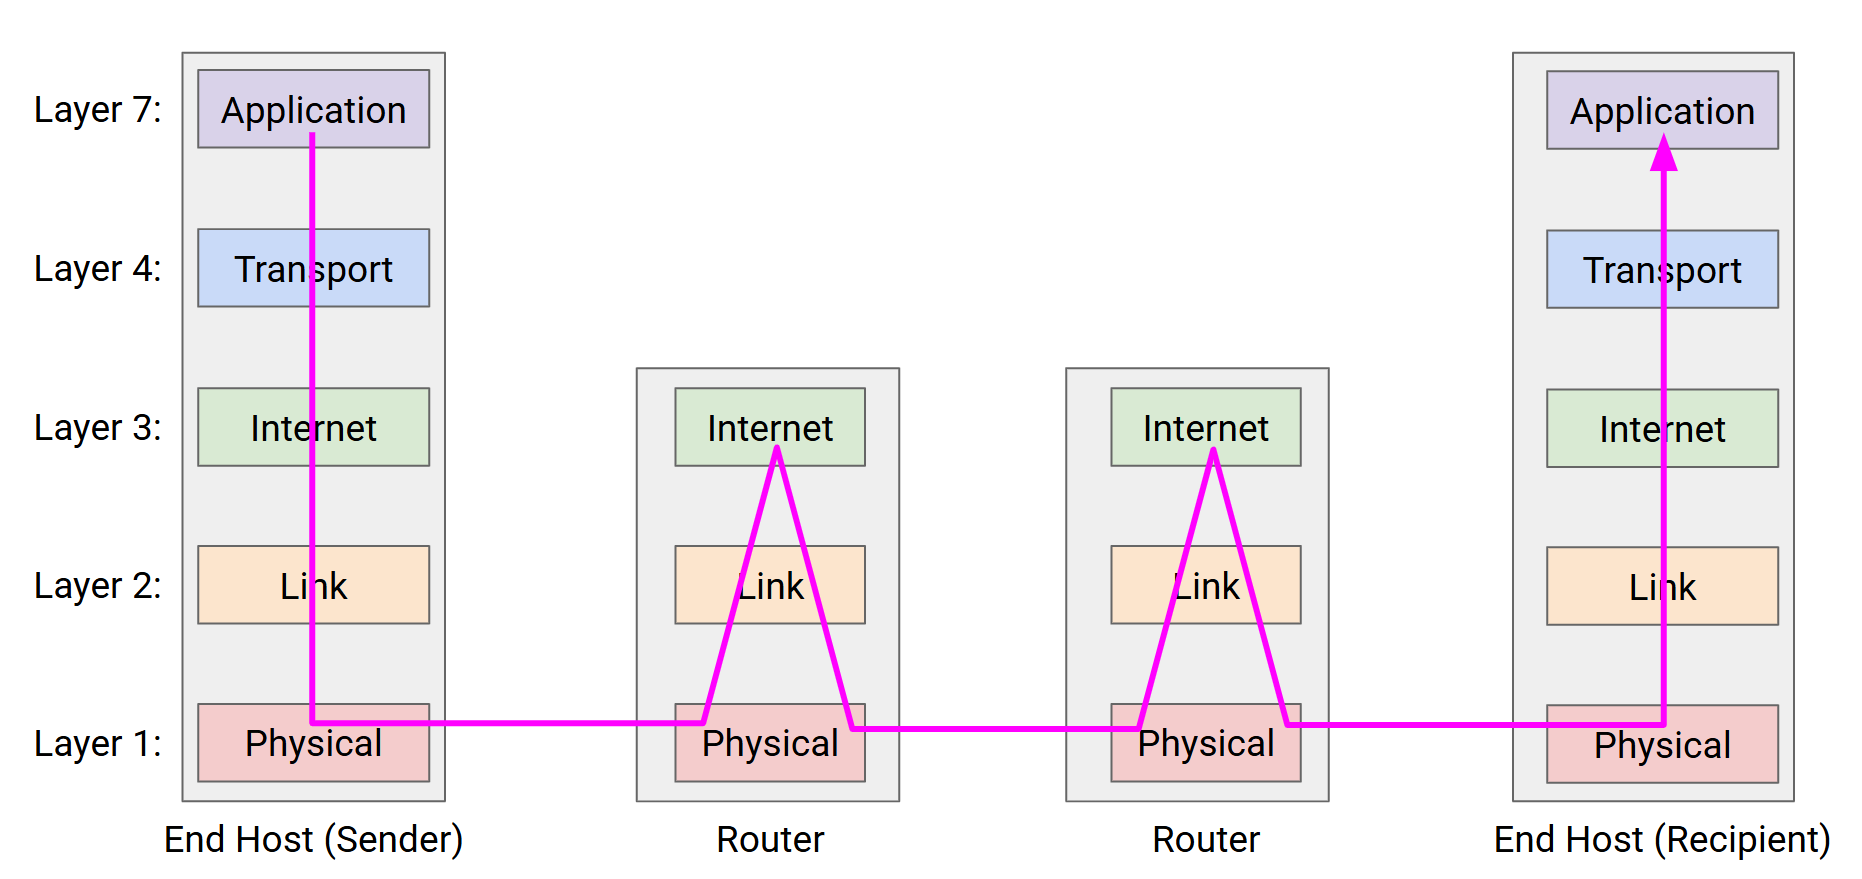 Layer 7: Application Application
Layer 4: Transport Transport
Layer 3: Internet Internet Internet Internet
Layer 2: Link Link Link Link
Layer 1: Physical Physical Physical Physical
End Host (Sender) Router Router End Host (Recipient)